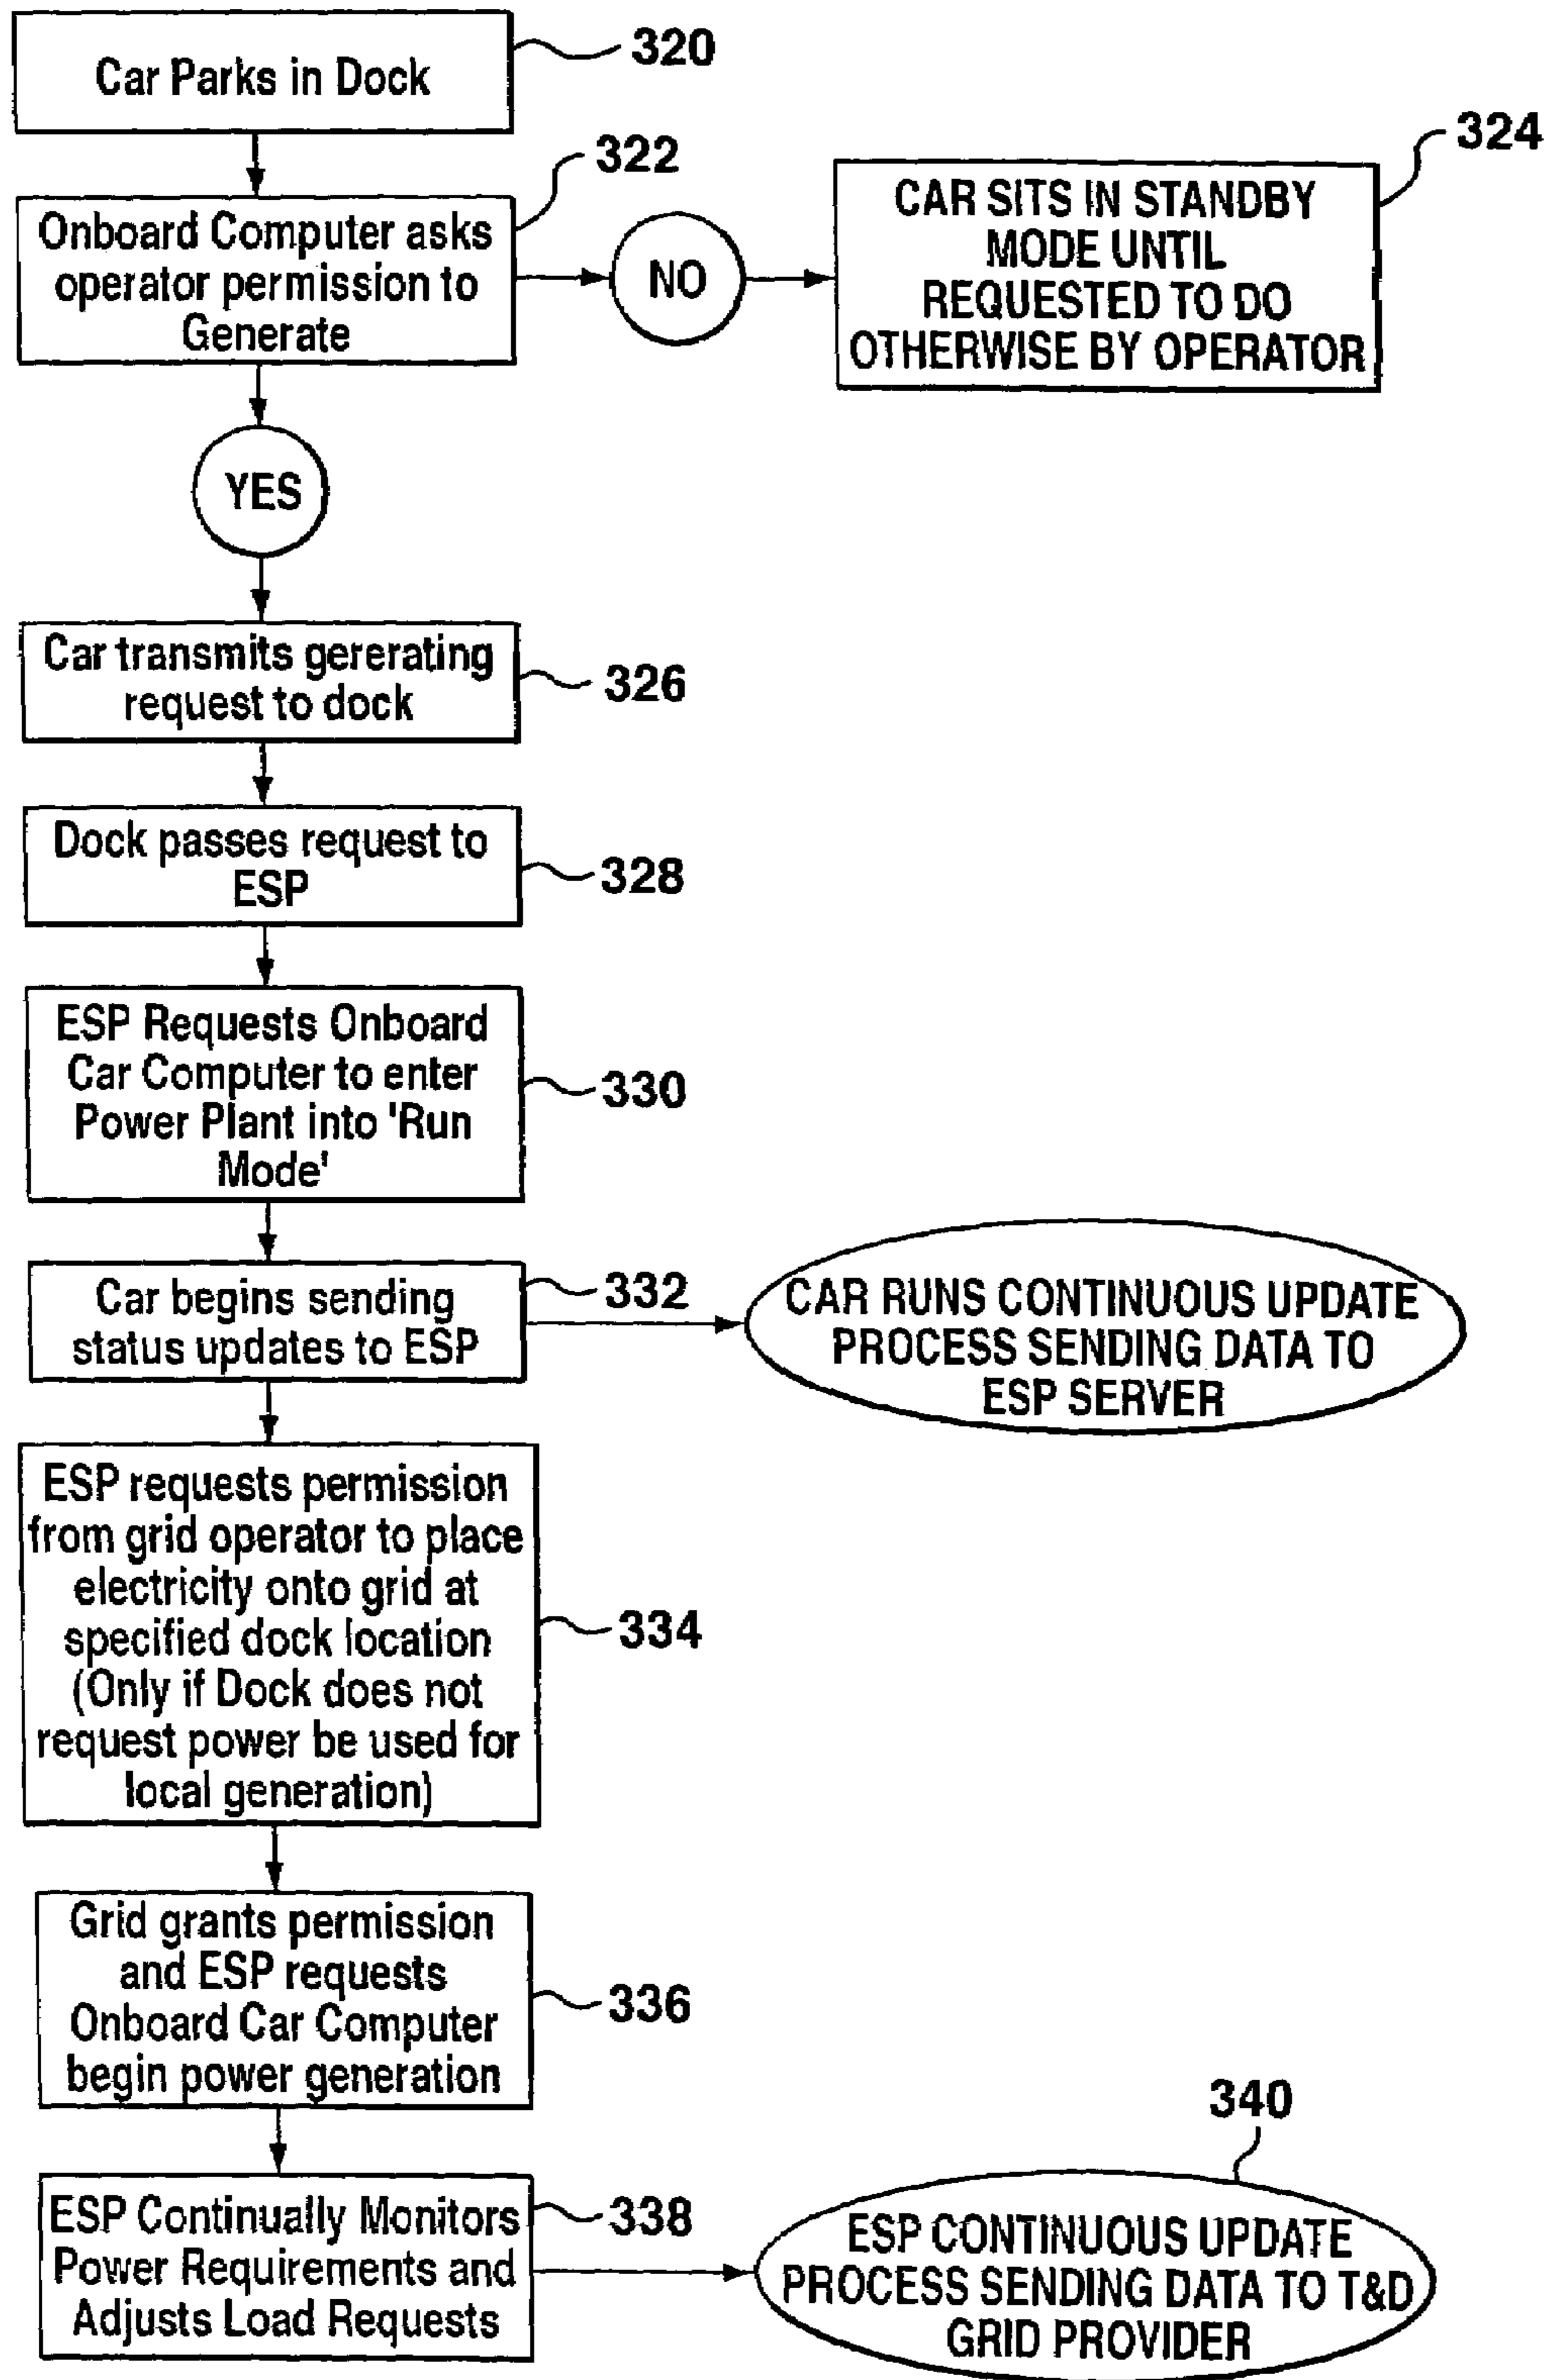 Car Parks in Dock
320
322
Onboard Computer asks
operator permission to
Generate
NO
324
CAR SITS IN STANDBY
MODE UNTIL
REQUESTED TO DO
OTHERWISE BY OPERATOR
YES
Car transmits gererating
request to dock
326
Dock passes request to
ESP
328
ESP Requests Onboard
Car Computer to enter
Power Plant into 'Run
Mode'
330
Car begins sending
status updates to ESP
332
CAR RUNS CONTINUOUS UPDATE
PROCESS SENDING DATA TO
ESP SERVER
ESP requests permission
from grid operator to place
electricity onto grid at
specified dock location
(Only if Dock does not
request power be used for
local generation)
334
Grid grants permission
and ESP requests
Onboard Car Computer
begin power generation
336
ESP Continually Monitors
Power Requirements and
Adjusts Load Requests
338
340
ESP CONTINUOUS UPDATE
PROCESS SENDING DATA TO T&D
GRID PROVIDER